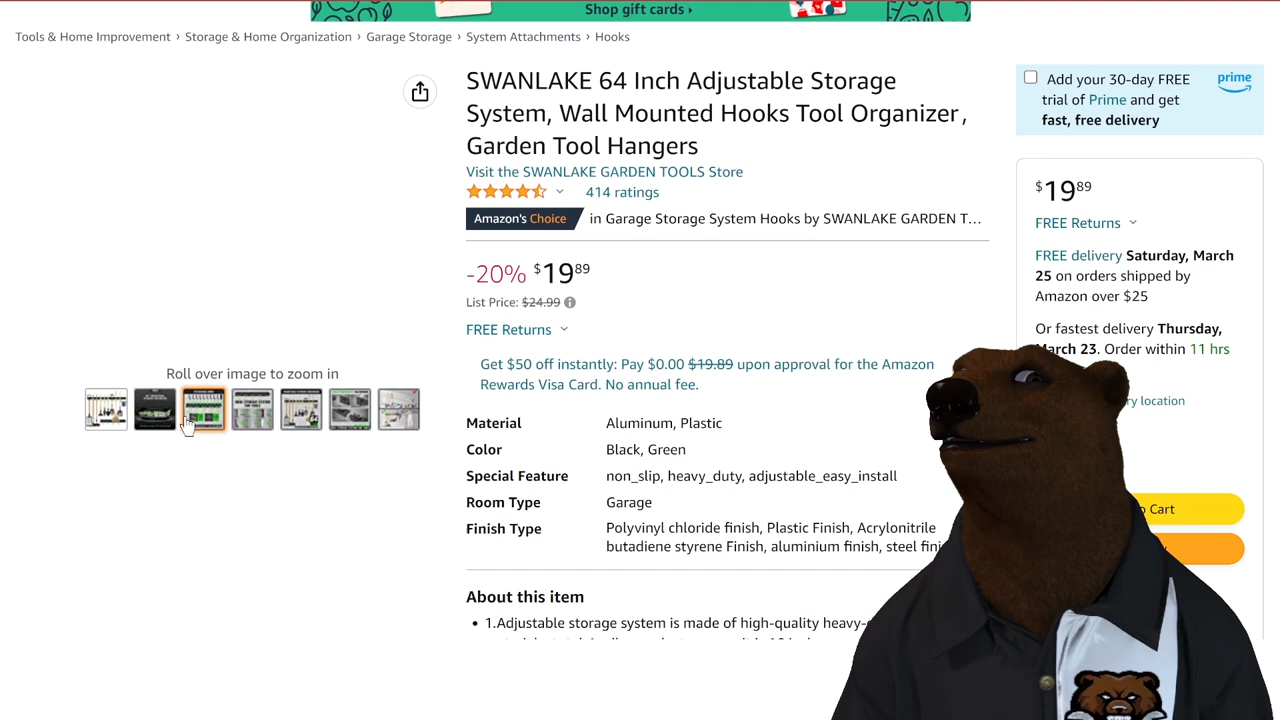 Shop gift cards ›
Tools & Home Improvement › Storage & Home Organization › Garage Storage › System Attachments › Hooks
SWANLAKE 64 Inch Adjustable Storage
System, Wall Mounted Hooks Tool Organizer,
Garden Tool Hangers
Visit the SWANLAKE GARDEN TOOLS Store
414 ratings
Amazon's Choice in Garage Storage System Hooks by SWANLAKE GARDEN T…
-20% $19 89
List Price: $24.99
FREE Returns
Get $50 off instantly: Pay $0.00 $19.89 upon approval for the Amazon
Rewards Visa Card. No annual fee.
Material Aluminum, Plastic
Color Black, Green
Special Feature non_slip, heavy_duty, adjustable_easy_install
Room Type Garage
Finish Type Polyvinyl chloride finish, Plastic Finish, Acrylonitrile
butadiene styrene Finish, aluminium finish, steel
About this item
• 1.Adjustable storage system is made of high-quality
Roll over image to zoom in
Add your 30-day FREE
trial of Prime and get
fast, free delivery
prime
$19 89
FREE Returns
FREE delivery Saturday, March
25 on orders shipped by
Amazon over $25
Or fastest delivery Thursday,
March 23. Order within 11 hrs
location
Cart